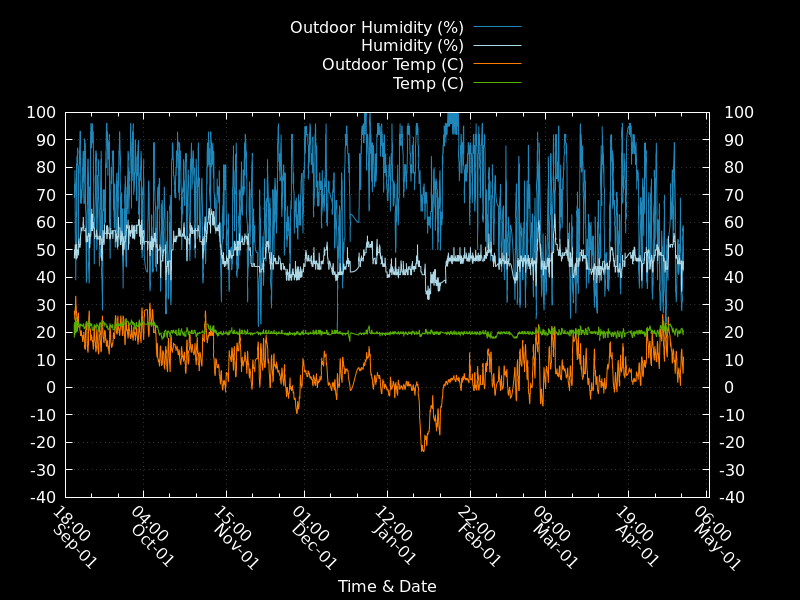 Outdoor Humidity (%)
Humidity (%)
Outdoor Temp (C)
Temp (C)
100 100
90 90
80 80
70 70
60 60
50 50
40 40
30 30
20 20
10 10
0 0
-10 -10
-20 -20
-30 -30
-40 -40
18:00 04:00 15:00 01:00 12:00 22:00 09:00 19:00 06:00
Sep-01 Oct-01 Nov-01 Dec-01 Jan-01 Feb-01 Mar-01 Apr-01 May-01
Time & Date